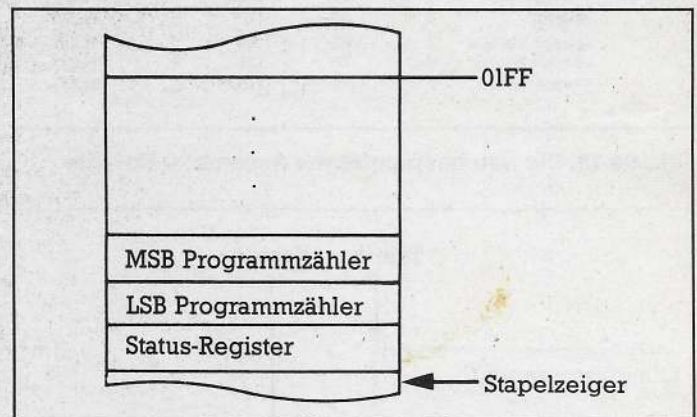 01FF
MSB Programmzähler
LSB Programmzähler
Status-Register
Stapelzeiger